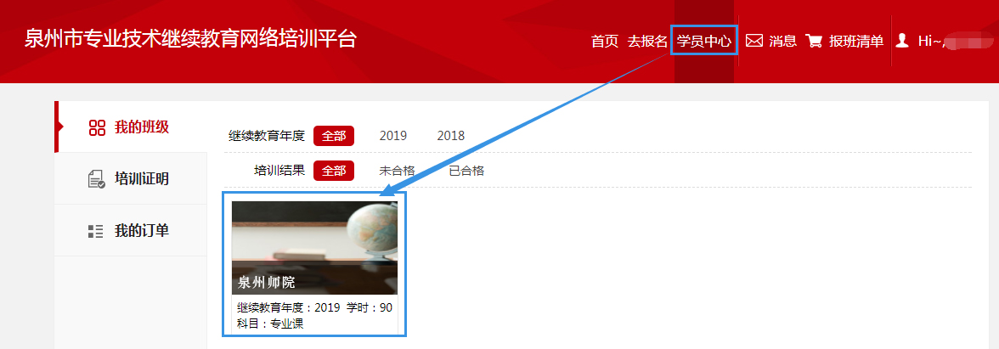 泉州市专业技术继续教育网络培训平台
首页 去报名 学员中心 消息 报班清单 Hi~,
我的班级
培训证明
我的订单
继续教育年度 全部 2019 2018
培训结果 全部 未合格 已合格
泉州师院
继续教育年度：2019 学时：90
科目：专业课